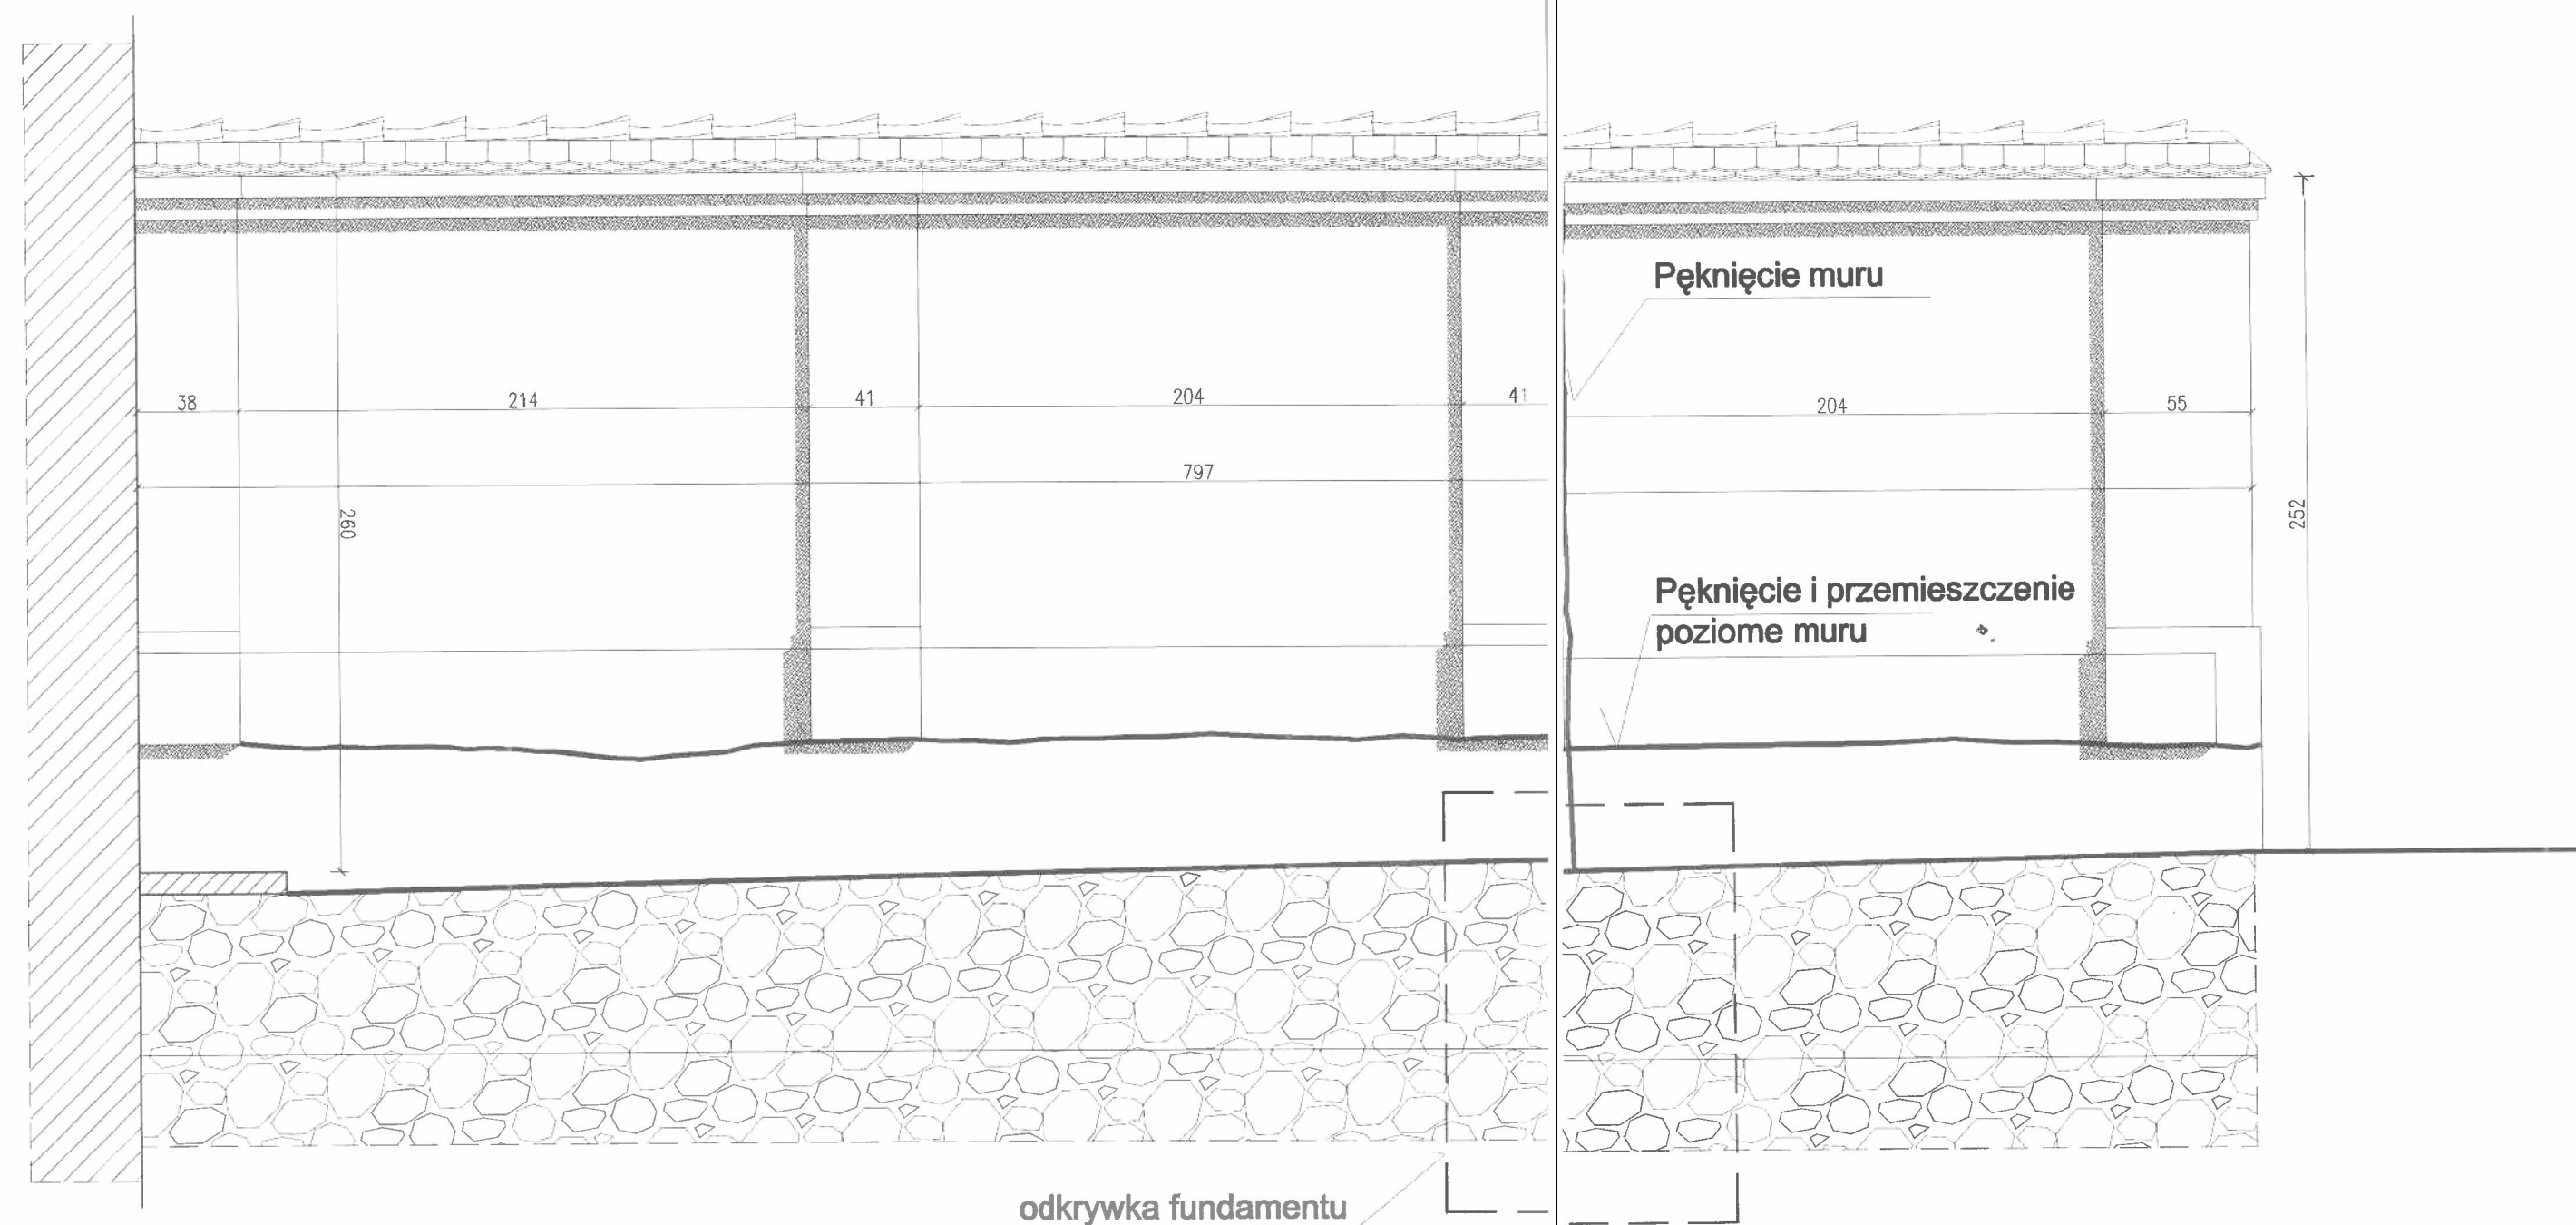 Pęknięcie muru
38
214
41
204
41
204
55
797
260
252
Pęknięcie i przemieszczenie
poziome muru
odkrywka fundamentu